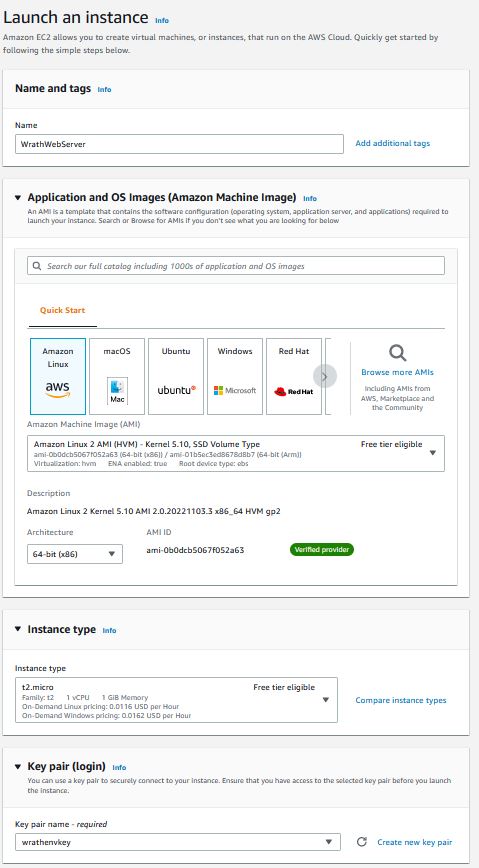 Launch an instance Info
Amazon EC2 allows you to create virtual machines, or instances, that run on the AWS Cloud. Quickly get started by
following the simple steps below.
Name and tags Info
Name
WrathWebServer
Add additional tags
Application and OS Images (Amazon Machine Image) Info
An AMI is a template that contains the software configuration (operating system, application server, and applications) required to
launch your instance. Search or Browse for AMIs if you don't see what you are looking for below
Search our full catalog including 1000s of application and OS images
Quick Start
Amazon
Linux
aws
macOS
Mac
Ubuntu
ubuntu
Windows
Microsoft
Red Hat
Red Hat
Browse more AMIs
Including AMIs from
AWS, Marketplace and
the Community
Amazon Machine Image (AMI)
Amazon Linux 2 AMI (HVM) - Kernel 5.10, SSD Volume Type Free tier eligible
ami-0b0dcb5067f052a63 (64-bit (x86)) / ami-01b5ec3ed8678d8b7 (64-bit (Arm))
Virtualization: hvm ENA enabled: true Root device type: ebs
Description
Amazon Linux 2 Kernel 5.10 AMI 2.0.20221103.3 x86_64 HVM gp2
Architecture AMI ID
64-bit (x86) ami-0b0dcb5067f052a63 Verified provider
Instance type Info
Instance type
t2.micro Free tier eligible
Family: t2 1 vCPU 1 GiB Memory
On-Demand Linux pricing: 0.0116 USD per Hour
On-Demand Windows pricing: 0.0162 USD per Hour
Compare instance types
Key pair (login) Info
You can use a key pair to securely connect to your instance. Ensure that you have access to the selected key pair before you launch
the instance.
Key pair name - required
wrathenvkey
Create new key pair